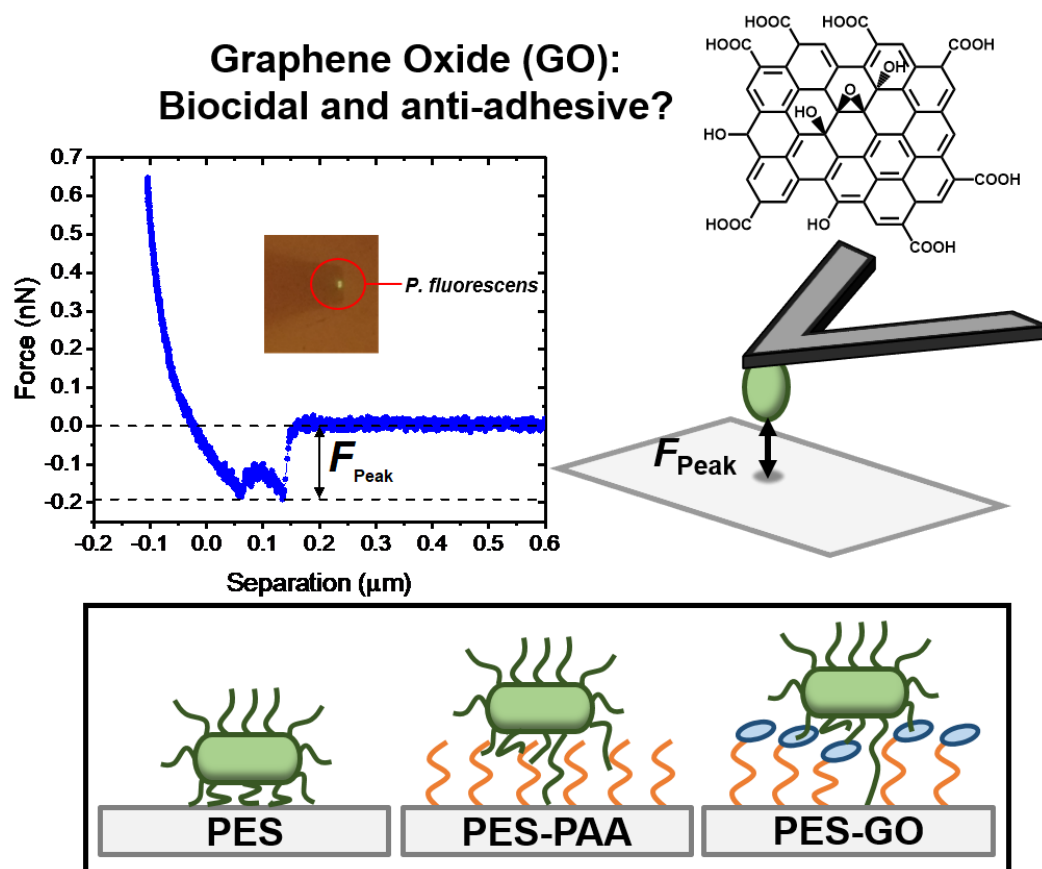 Graphene Oxide (GO):
Biocidal and anti-adhesive?
HOOC
COOH
HOOC
HOOC
COOH
OH
O
HO
HO
COOH
HOOC
HO
COOH
0.7
0.6
0.5
0.4
0.3
0.2
0.1
0.0
-0.1
-0.2
Force (nN)
P. fluorescens
F Peak
-0.2 -0.1 0.0 0.1 0.2 0.3 0.4 0.5 0.6
Separation (μm)
F Peak
PES
PES-PAA
PES-GO